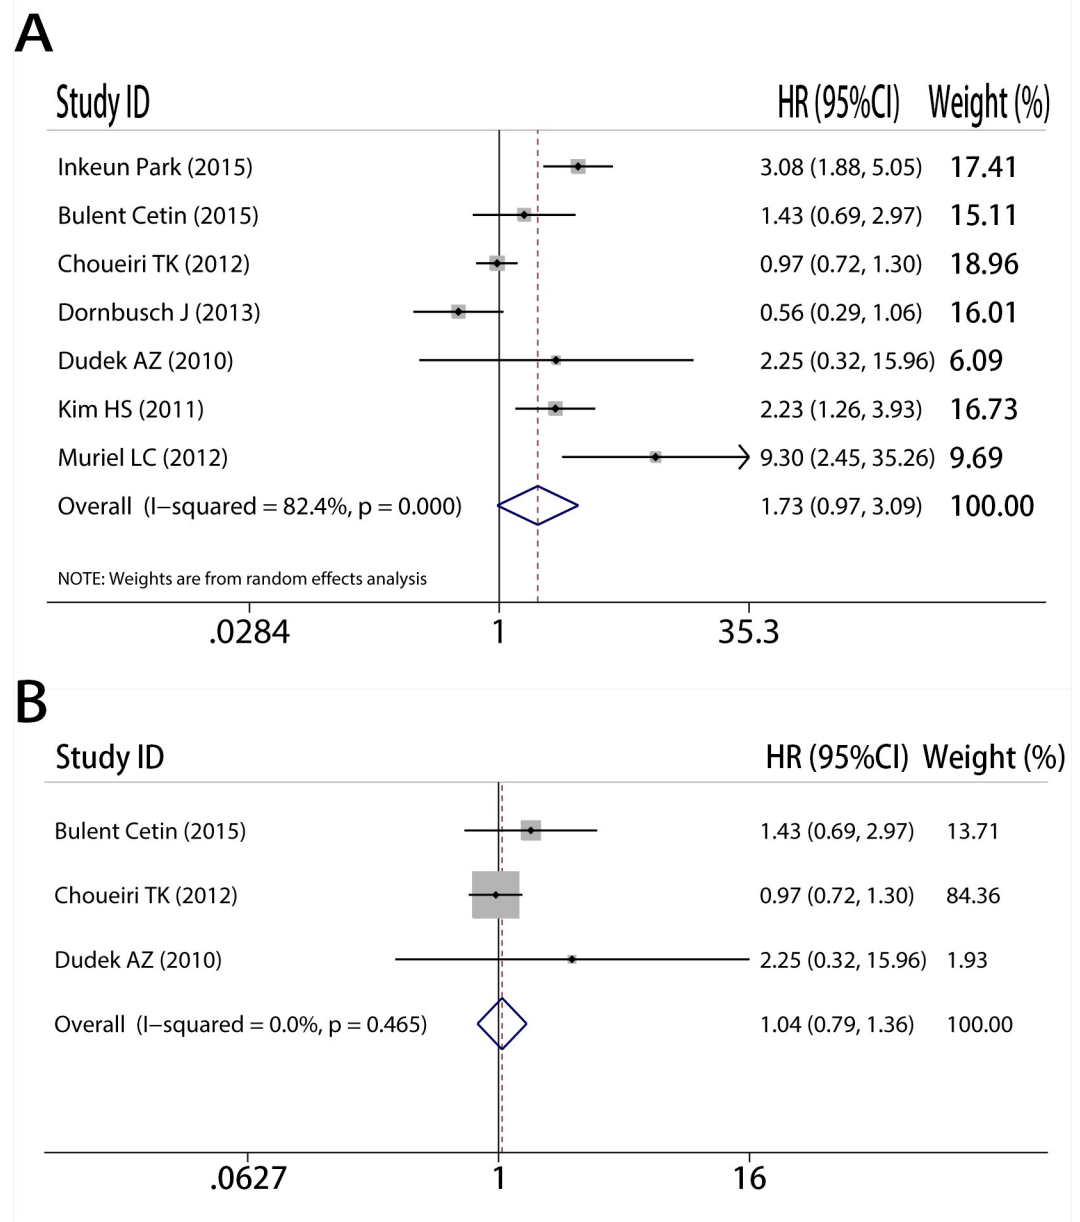 A
Study ID HR (95%CI) Weight (%)
Inkeun Park (2015) 3.08 (1.88, 5.05) 17.41
Bulent Cetin (2015) 1.43 (0.69, 2.97) 15.11
Choueiri TK (2012) 0.97 (0.72, 1.30) 18.96
Dornbusch J (2013) 0.56 (0.29, 1.06) 16.01
Dudek AZ (2010) 2.25 (0.32, 15.96) 6.09
Kim HS (2011) 2.23 (1.26, 3.93) 16.73
Muriel LC (2012) 9.30 (2.45, 35.26) 9.69
Overall (I−squared = 82.4%, p = 0.000) 1.73 (0.97, 3.09) 100.00
NOTE: Weights are from random effects analysis
.0284 1 35.3
B
Study ID HR (95%CI) Weight (%)
Bulent Cetin (2015) 1.43 (0.69, 2.97) 13.71
Choueiri TK (2012) 0.97 (0.72, 1.30) 84.36
Dudek AZ (2010) 2.25 (0.32, 15.96) 1.93
Overall (I−squared = 0.0%, p = 0.465) 1.04 (0.79, 1.36) 100.00
.0627 1 16